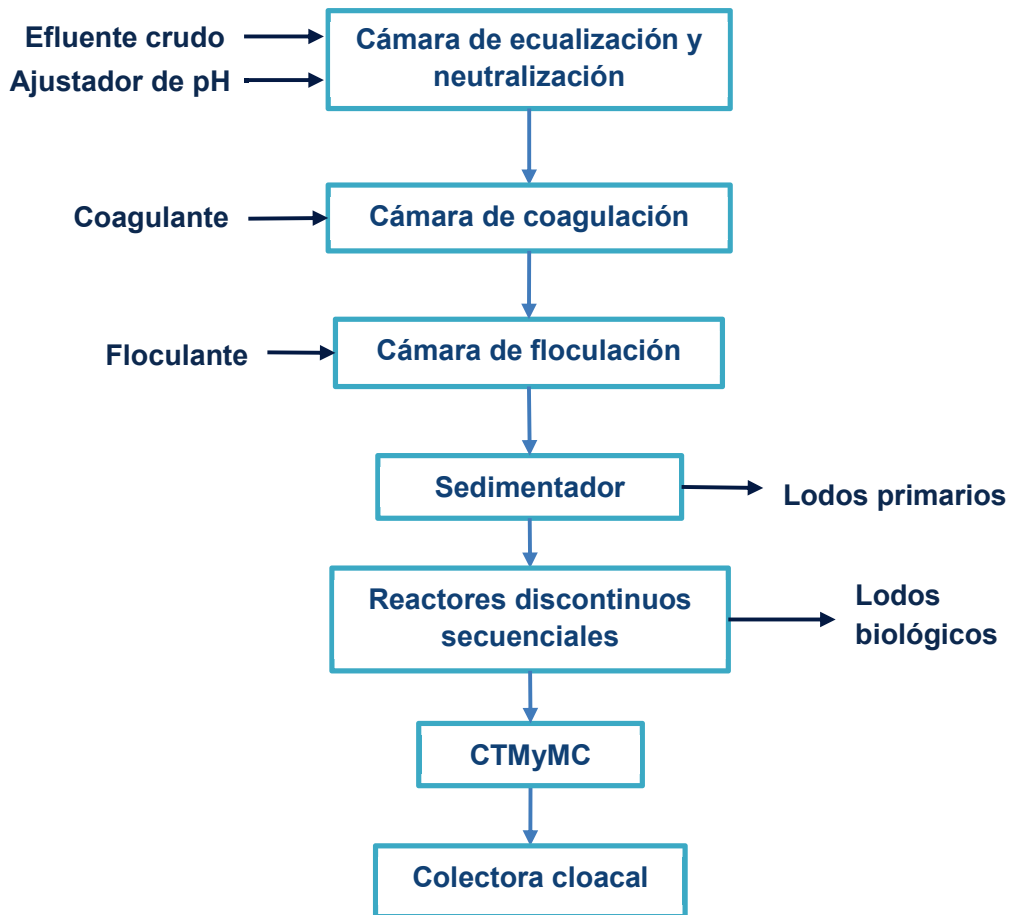 Efluente crudo
Ajustador de pH
Cámara de ecualización y
neutralización
Coagulante
Cámara de coagulación
Floculante
Cámara de floculación
Sedimentador
Lodos primarios
Reactores discontinuos
secuenciales
Lodos
biológicos
CTMyMC
Colectora cloacal